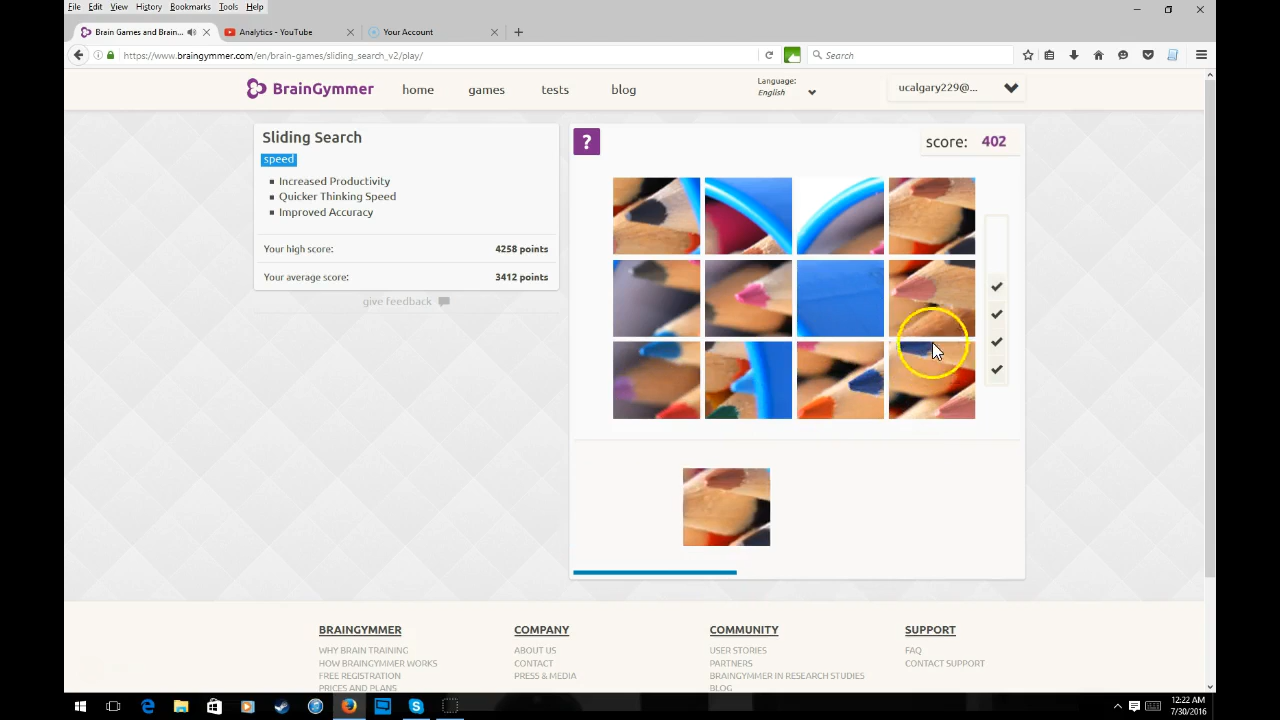 File Edit View History Bookmarks Tools Help
Brain Games and Brain...
Analytics - YouTube
Your Account
https://www.braingymmer.com/en/brain-games/sliding_search_v2/play/
Search
BrainGymmer
home
games
tests
blog
Language:
English
ucalgary229@...
Sliding Search
speed
Increased Productivity
Quicker Thinking Speed
Improved Accuracy
Your high score: 4258 points
Your average score: 3412 points
give feedback
?
score: 402
BRAINGYMMER
WHY BRAIN TRAINING
HOW BRAINGYMMER WORKS
FREE REGISTRATION
PRICES AND PLANS
COMPANY
ABOUT US
CONTACT
PRESS & MEDIA
COMMUNITY
USER STORIES
PARTNERS
BRAINGYMMER IN RESEARCH STUDIES
BLOG
SUPPORT
FAQ
CONTACT SUPPORT
12:22 AM
7/30/2016